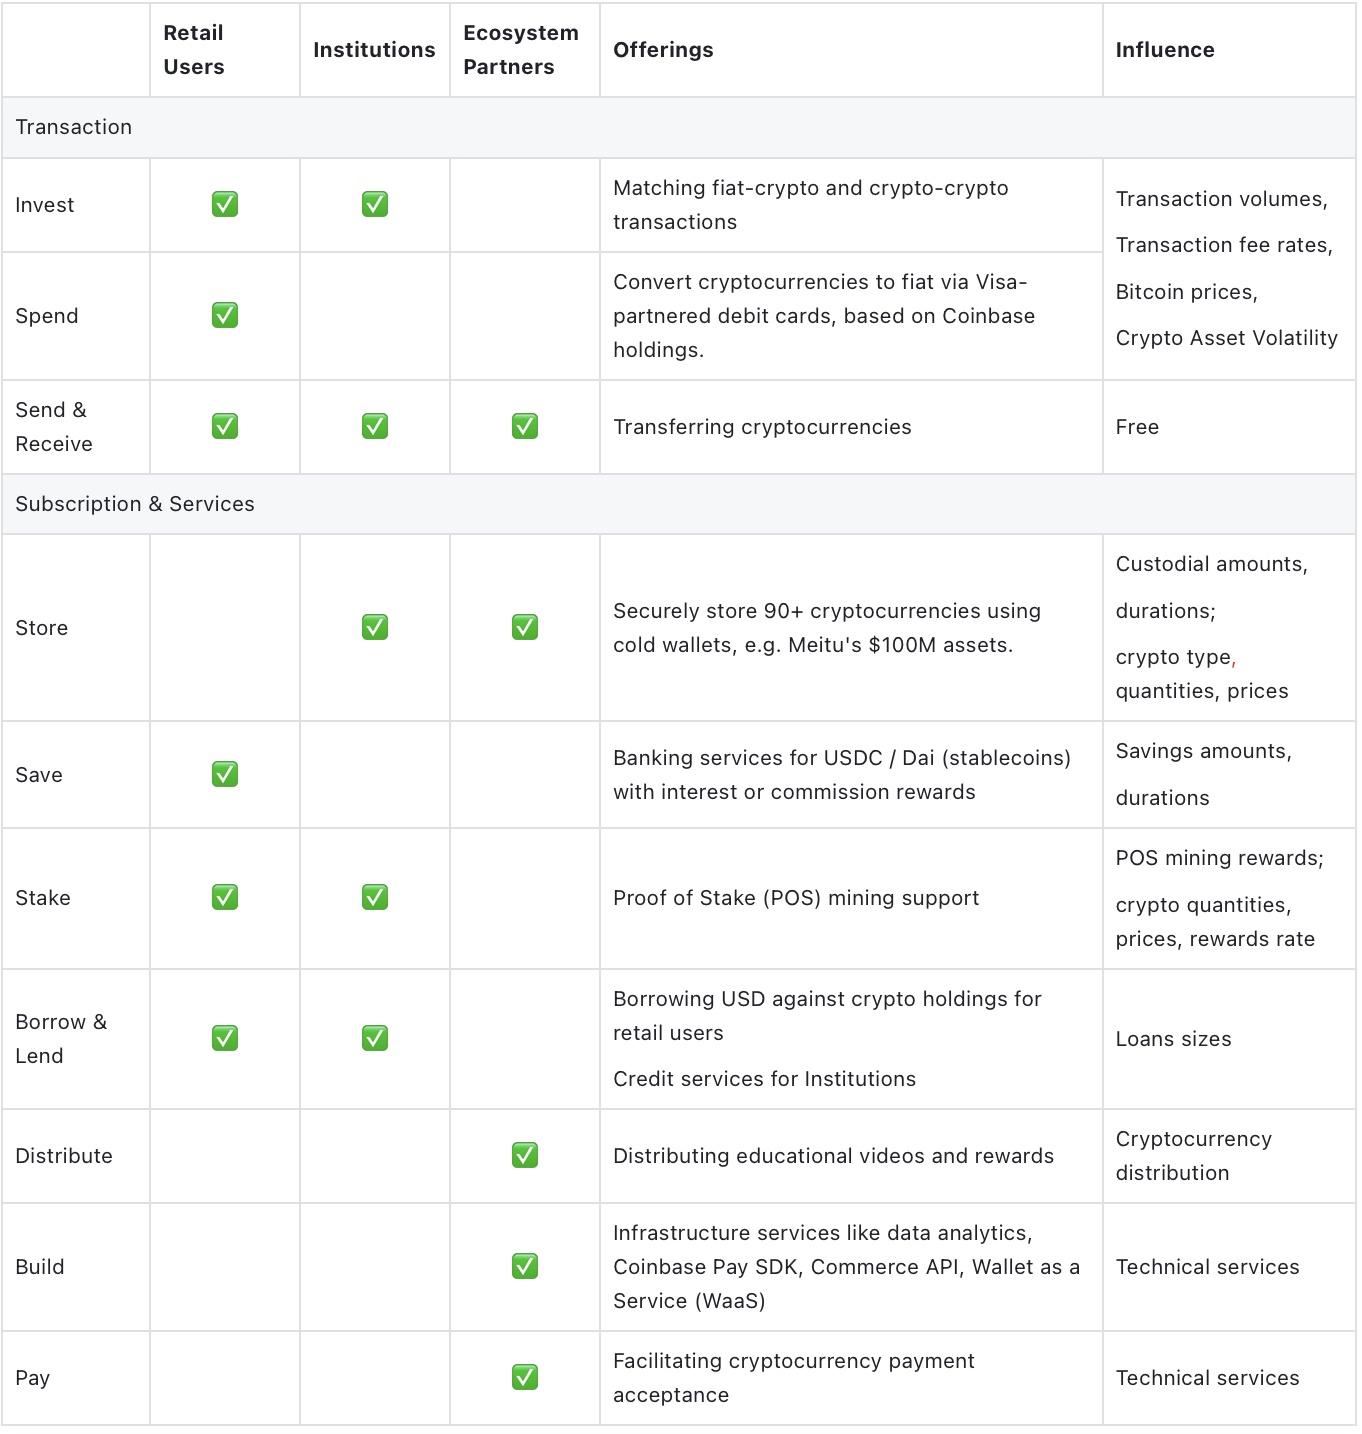 Retail
Users
Institutions
Ecosystem
Partners
Offerings
Influence
Transaction
Invest
Matching fiat-crypto and crypto-crypto
transactions
Transaction volumes,
Transaction fee rates,
Bitcoin prices,
Crypto Asset Volatility
Spend
Convert cryptocurrencies to fiat via Visa-
partnered debit cards, based on Coinbase
holdings.
Send &
Receive
Transferring cryptocurrencies
Free
Subscription & Services
Store
Securely store 90+ cryptocurrencies using
cold wallets, e.g. Meitu's $100M assets.
Custodial amounts,
durations;
crypto type,
quantities, prices
Save
Banking services for USDC / Dai (stablecoins)
with interest or commission rewards
Savings amounts,
durations
Stake
Proof of Stake (POS) mining support
POS mining rewards;
crypto quantities,
prices, rewards rate
Borrow &
Lend
Borrowing USD against crypto holdings for
retail users
Credit services for Institutions
Loans sizes
Distribute
Distributing educational videos and rewards
Cryptocurrency
distribution
Build
Infrastructure services like data analytics,
Coinbase Pay SDK, Commerce API, Wallet as a
Service (WaaS)
Technical services
Pay
Facilitating cryptocurrency payment
acceptance
Technical services